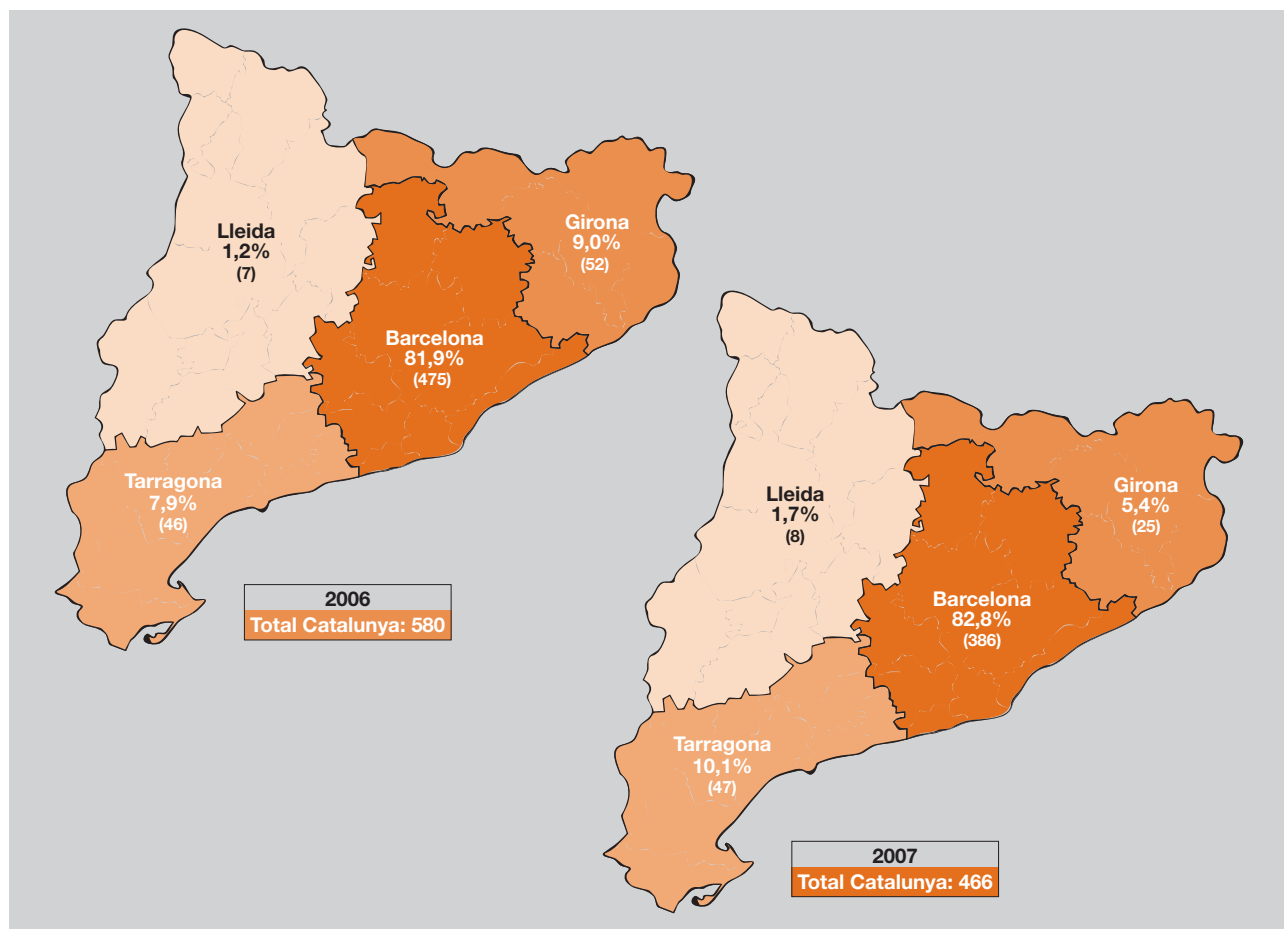 Lleida
1,2%
(7)
Girona
9,0%
(52)
Barcelona
81,9%
(475)
Tarragona
7,9%
(46)
2006
Total Catalunya: 580
Lleida
1,7%
(8)
Girona
5,4%
(25)
Barcelona
82,8%
(386)
Tarragona
10,1%
(47)
2007
Total Catalunya: 466